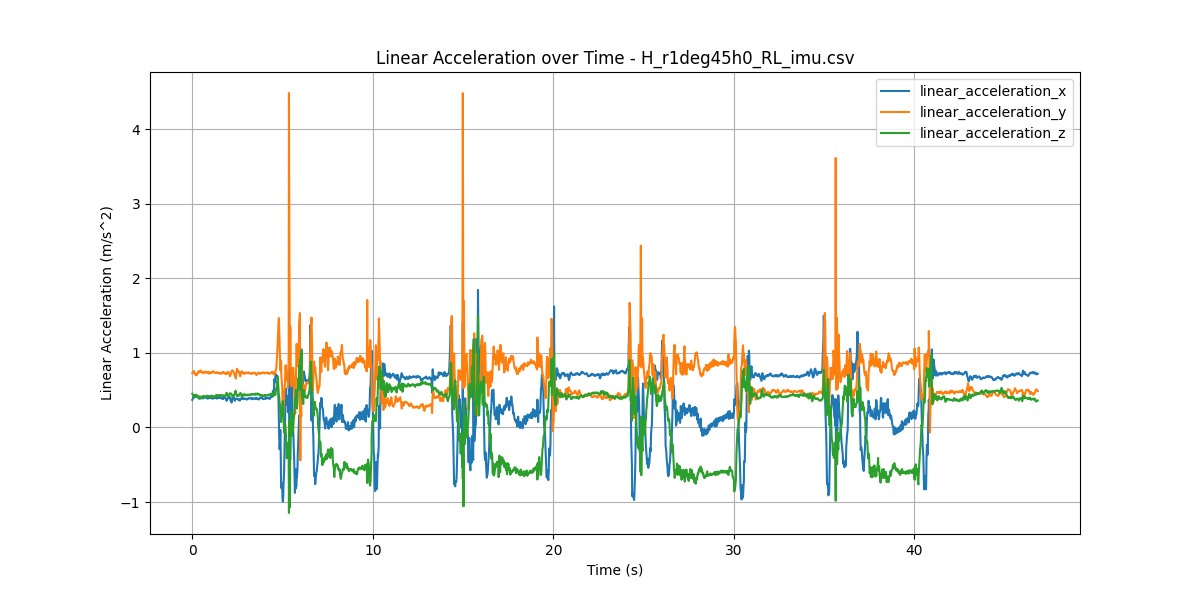 Linear Acceleration over Time - H_r1deg45h0_RL_imu.csv
linear_acceleration_x
linear_acceleration_y
linear_acceleration_z
Linear Acceleration (m/s^2)
4
3
2
1
0
−1
0 10 20 30 40
Time (s)